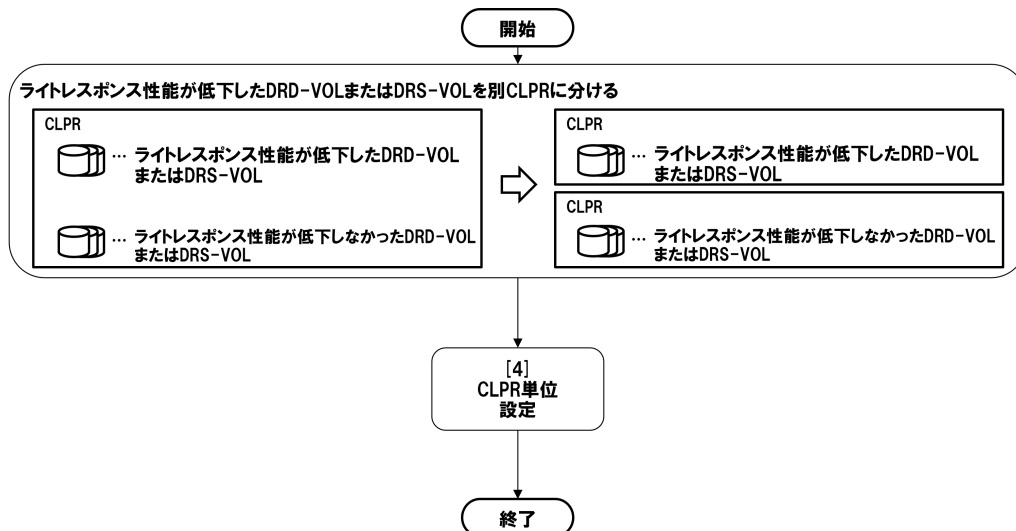 開始
ライトレスポンス性能が低下したDRD-VOLまたはDRS-VOLを別CLPRに分ける
CLPR
… ライトレスポンス性能が低下したDRD-VOL
またはDRS-VOL
… ライトレスポンス性能が低下しなかったDRD-VOL
またはDRS-VOL
CLPR
… ライトレスポンス性能が低下したDRD-VOL
またはDRS-VOL
CLPR
… ライトレスポンス性能が低下しなかったDRD-VOL
またはDRS-VOL
[4]
CLPR単位
設定
終了